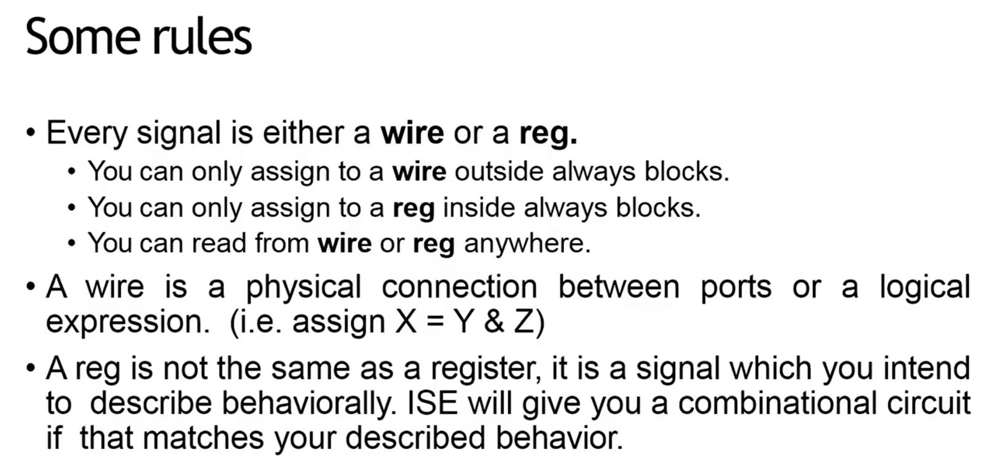 Some rules
• Every signal is either a wire or a reg.
• You can only assign to a wire outside always blocks.
• You can only assign to a reg inside always blocks.
• You can read from wire or reg anywhere.
• A wire is a physical connection between ports or a logical
expression. (i.e. assign X = Y & Z)
• A reg is not the same as a register, it is a signal which you intend
to describe behaviorally. ISE will give you a combinational circuit
if that matches your described behavior.